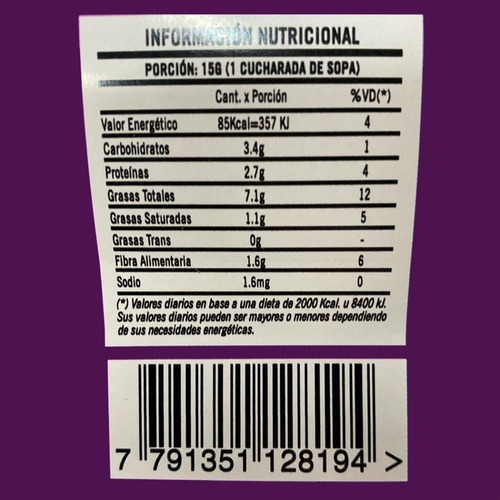 INFORMACIÓN NUTRICIONAL
PORCIÓN: 15G (1 CUCHARADA DE SOPA)
Cant. x Porción %VD(*)
Valor Energético 85Kcal=357 KJ 4
Carbohidratos 3.4g 1
Proteínas 2.7g 4
Grasas Totales 7.1g 12
Grasas Saturadas 1.1g 5
Grasas Trans 0g -
Fibra Alimentaria 1.6g 6
Sodio 1.6mg 0
(*) Valores diarios en base a una dieta de 2000 Kcal. u 8400 kJ.
Sus valores diarios pueden ser mayores o menores dependiendo
de sus necesidades energéticas.
7 791351 128194 >